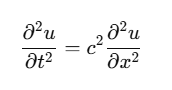 ∂²u/∂t² = c² ∂²u/∂x²